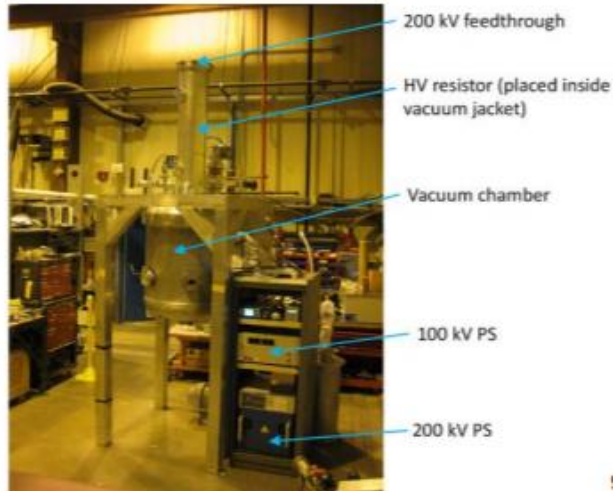 200 kV feedthrough
HV resistor (placed inside
vacuum jacket)
Vacuum chamber
100 kV PS
200 kV PS